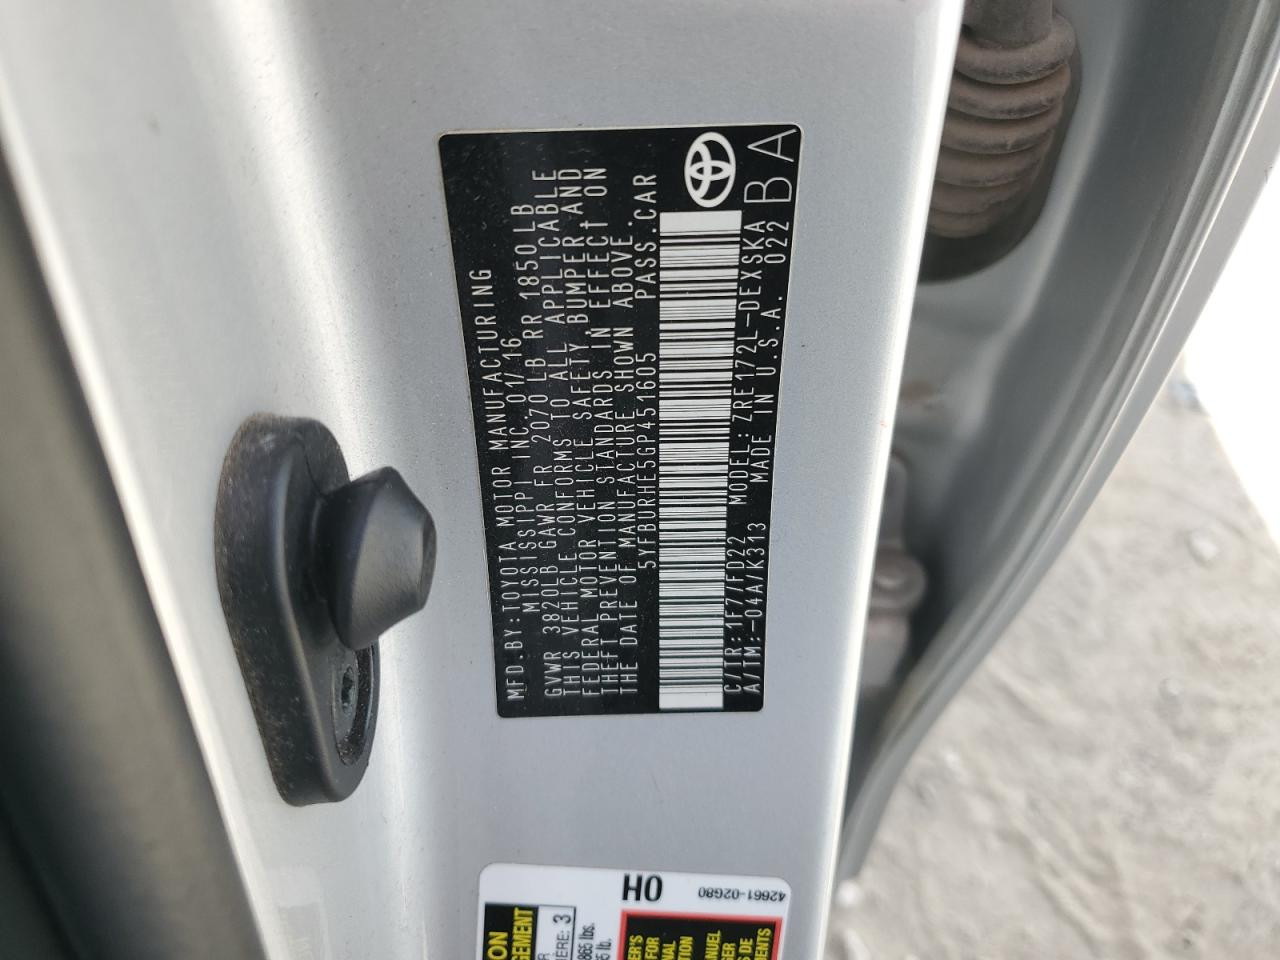 MFD.BY:TOYOTA MOTOR MANUFACTURING
MISSISSIPPI INC. 01/16
GVWR 3820LB GAWR FR 2070 LB RR 1850 LB
THIS VEHICLE CONFORMS TO ALL APPLICABLE
FEDERAL MOTOR VEHICLE SAFETY, BUMPER AND
THEFT PREVENTION STANDARDS IN EFFECT ON
THE DATE OF MANUFACTURE SHOWN ABOVE.
5YFBURHE5GP451605 PASS.CAR
C/TR:1F7/FD22 MODEL:ZRE172L-DEXSKA
A/TM:-04A/K313 MADE IN U.S.A. 022
BA
OH
42661-02G80